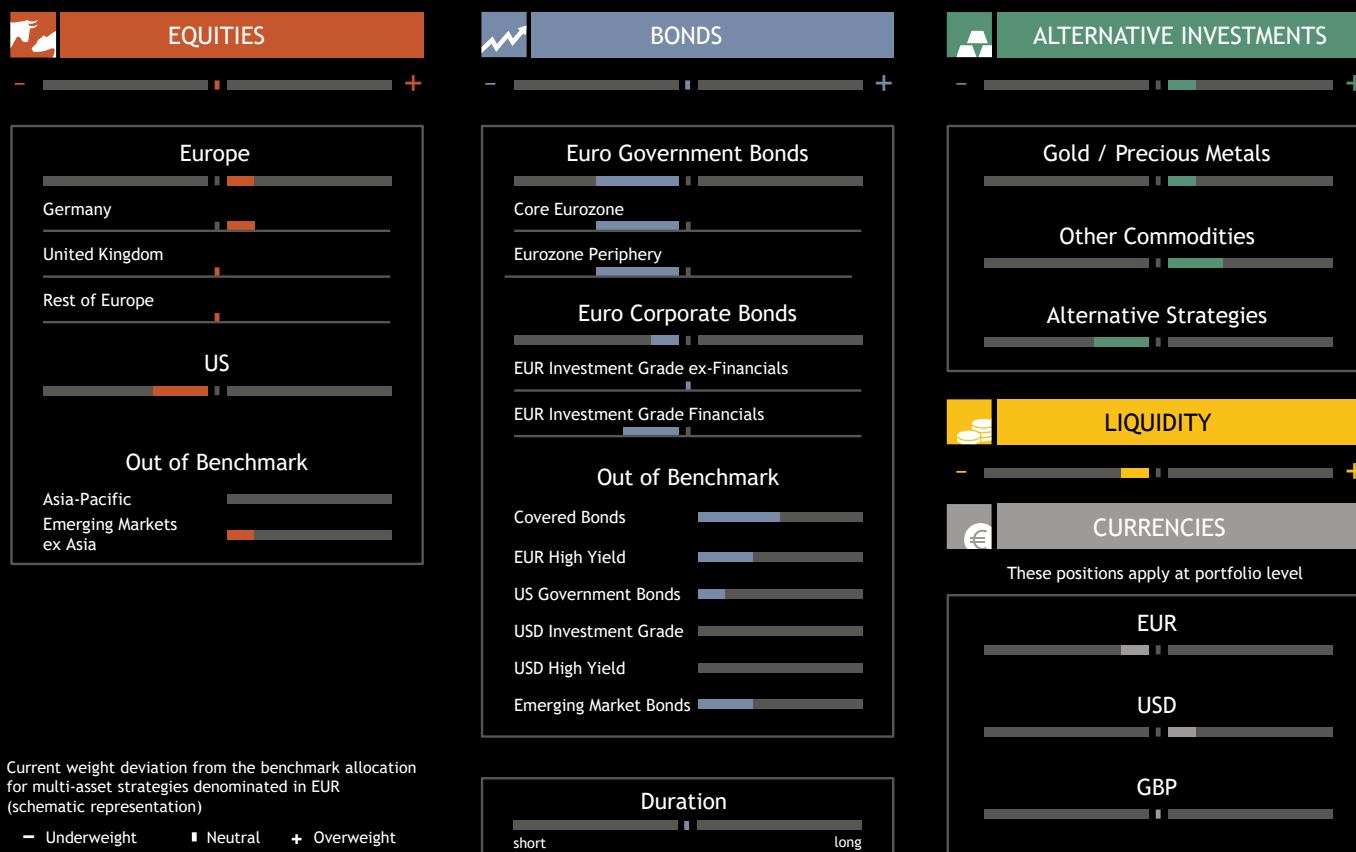 EQUITIES
− +
Europe
Germany
United Kingdom
Rest of Europe
US
Out of Benchmark
Asia-Pacific
Emerging Markets
ex Asia
Current weight deviation from the benchmark allocation
for multi-asset strategies denominated in EUR
(schematic representation)
− Underweight Neutral + Overweight
BONDS
− +
Euro Government Bonds
Core Eurozone
Eurozone Periphery
Euro Corporate Bonds
EUR Investment Grade ex-Financials
EUR Investment Grade Financials
Out of Benchmark
Covered Bonds
EUR High Yield
US Government Bonds
USD Investment Grade
USD High Yield
Emerging Market Bonds
Duration
short long
ALTERNATIVE INVESTMENTS
− +
Gold / Precious Metals
Other Commodities
Alternative Strategies
LIQUIDITY
− +
€
CURRENCIES
These positions apply at portfolio level
EUR
USD
GBP